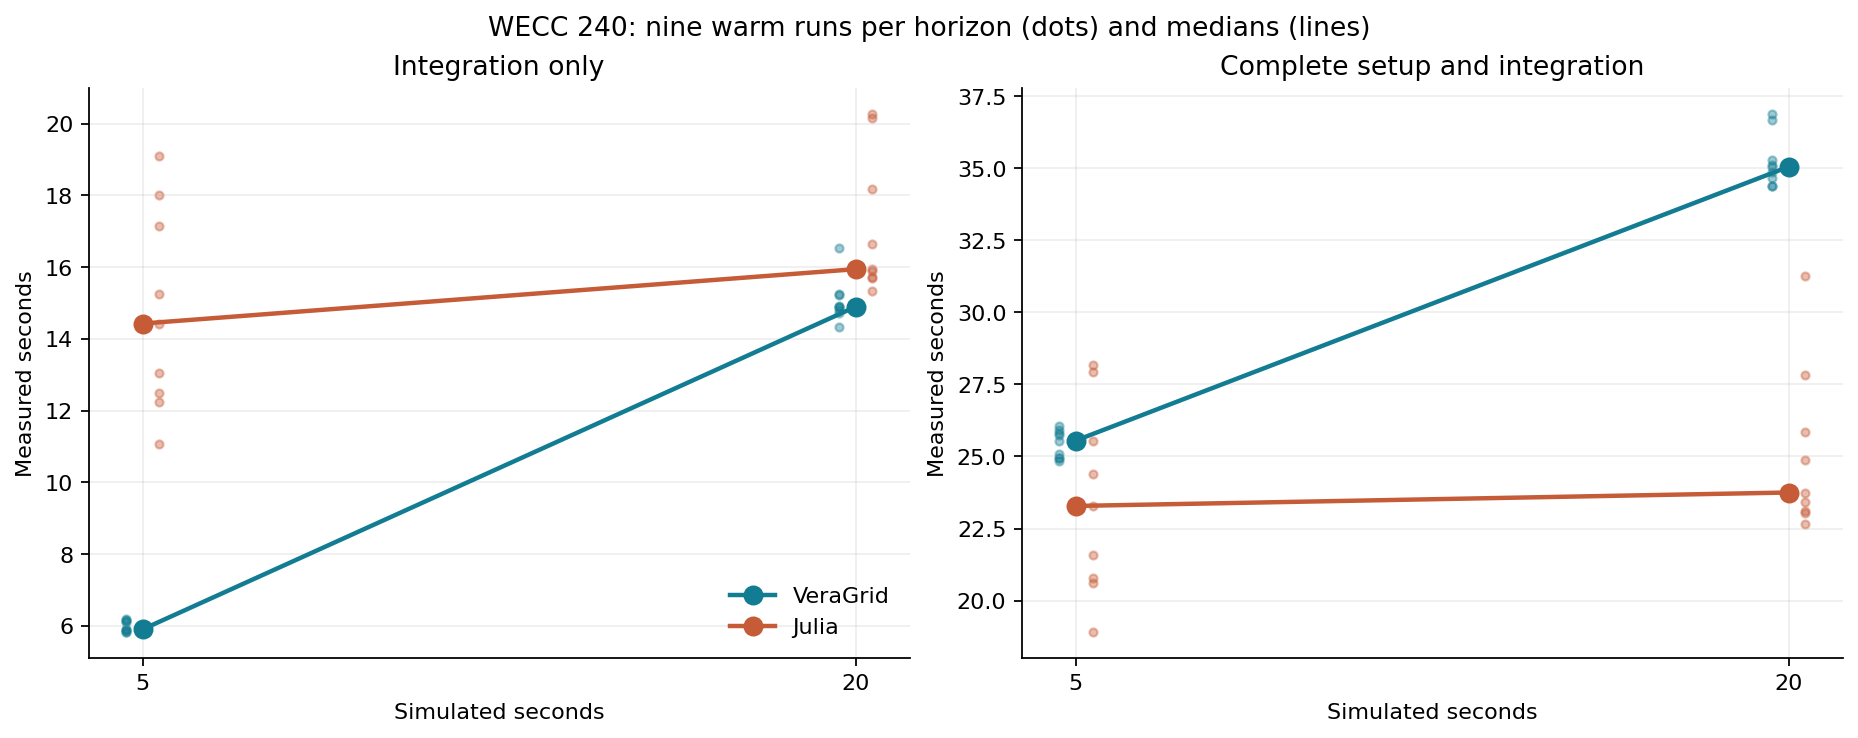 WECC 240: nine warm runs per horizon (dots) and medians (lines)
Integration only
Measured seconds
20
18
16
14
12
10
8
6
5
20
Simulated seconds
VeraGrid
Julia
Complete setup and integration
Measured seconds
37.5
35.0
32.5
30.0
27.5
25.0
22.5
20.0
5
20
Simulated seconds